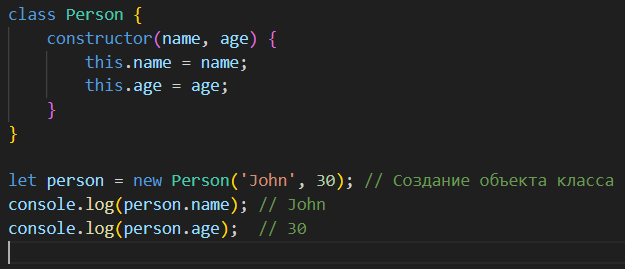 class Person {
    constructor(name, age) {
        this.name = name;
        this.age = age;
    }
}
let person = new Person('John', 30); // Создание объекта класса
console.log(person.name); // John
console.log(person.age);  // 30